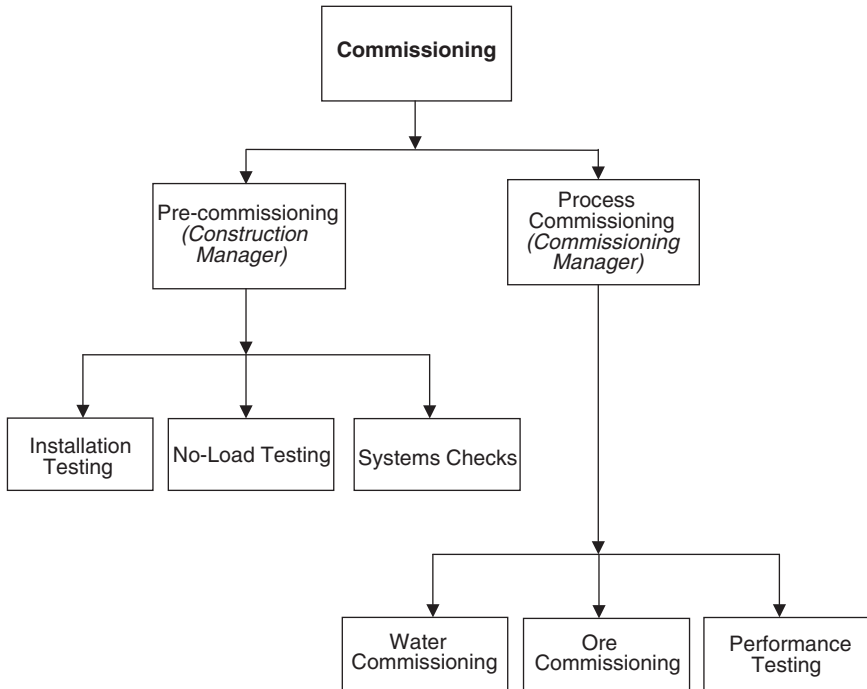 Commissioning
Pre-commissioning
(Construction
Manager)
Process
Commissioning
(Commissioning
Manager)
Installation
Testing
No-Load Testing
Systems Checks
Water
Commissioning
Ore
Commissioning
Performance
Testing